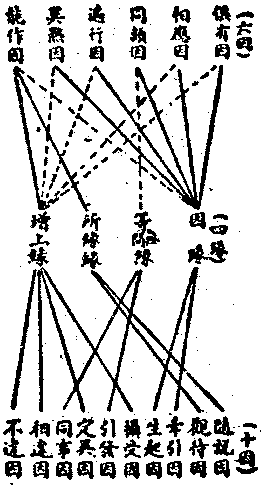 (六因)
俱有因
相應因
同類因
遍行因
異熟因
能作因
(四緣)
因緣
等無間緣
所緣緣
增上緣
(十因)
隨說因
觀待因
牽引因
生起因
攝受因
引發因
定異因
同事因
相違因
不違因